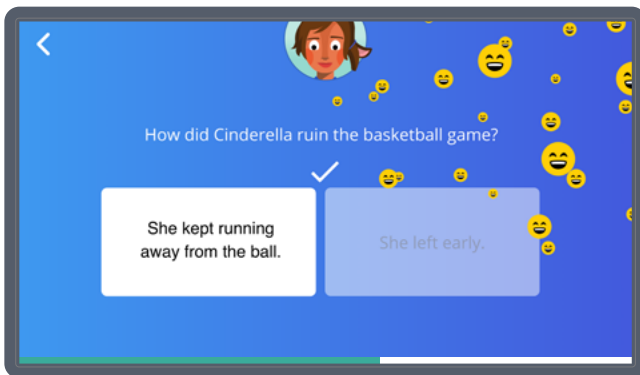 How did Cinderella ruin the basketball game?
She kept running
away from the ball.
She left early.